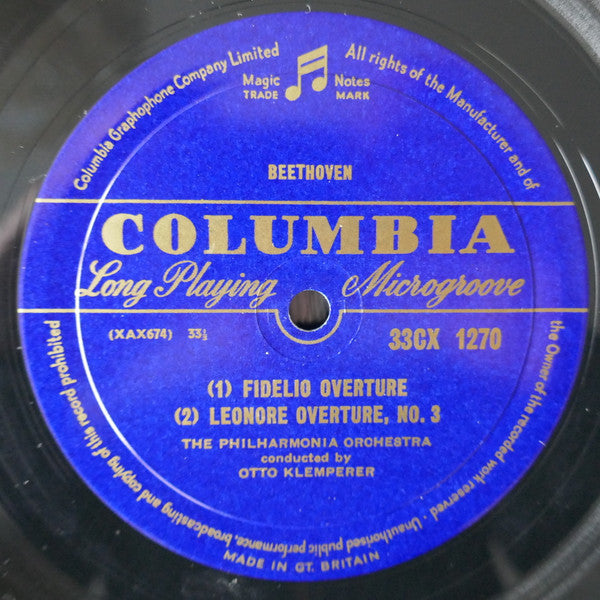 Columbia Graphophone Company Limited
All rights of the Manufacturer and of
the Owner of the recorded work reserved. · Unauthorised public performance, broadcasting and copying of this record prohibited
Magic Notes
TRADE MARK
BEETHOVEN
COLUMBIA
Long Playing Microgroove
(XAX674) 33⅓ 33CX 1270
(1) FIDELIO OVERTURE
(2) LEONORE OVERTURE, NO. 3
THE PHILHARMONIA ORCHESTRA
conducted by
OTTO KLEMPERER
MADE IN GT. BRITAIN